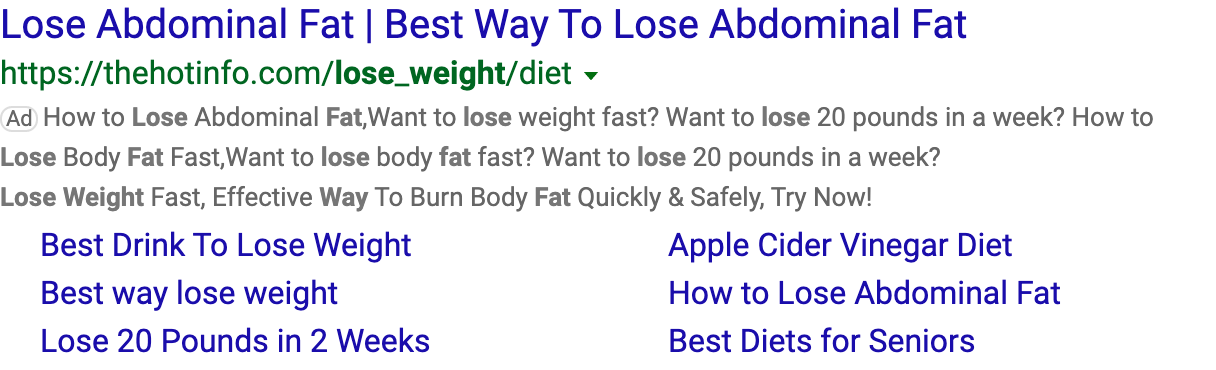 Lose Abdominal Fat | Best Way To Lose Abdominal Fat
https://thehotinfo.com/lose_weight/diet
Ad How to Lose Abdominal Fat,Want to lose weight fast? Want to lose 20 pounds in a week? How to
Lose Body Fat Fast,Want to lose body fat fast? Want to lose 20 pounds in a week?
Lose Weight Fast, Effective Way To Burn Body Fat Quickly & Safely, Try Now!
Best Drink To Lose Weight
Apple Cider Vinegar Diet
Best way lose weight
How to Lose Abdominal Fat
Lose 20 Pounds in 2 Weeks
Best Diets for Seniors